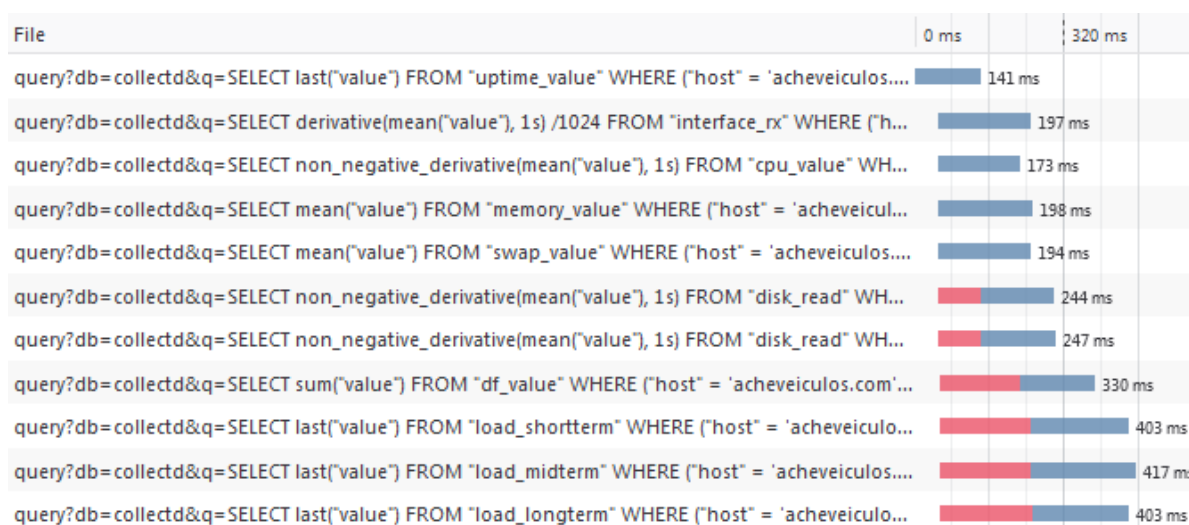 File 0 ms 320 ms
query?db=collectd&q=SELECT last("value") FROM "uptime_value" WHERE ("host" = 'acheveiculos.... 141 ms
query?db=collectd&q=SELECT derivative(mean("value"), 1s) /1024 FROM "interface_rx" WHERE ("h... 197 ms
query?db=collectd&q=SELECT non_negative_derivative(mean("value"), 1s) FROM "cpu_value" WH... 173 ms
query?db=collectd&q=SELECT mean("value") FROM "memory_value" WHERE ("host" = 'acheveicul... 198 ms
query?db=collectd&q=SELECT mean("value") FROM "swap_value" WHERE ("host" = 'acheveiculos.... 194 ms
query?db=collectd&q=SELECT non_negative_derivative(mean("value"), 1s) FROM "disk_read" WH... 244 ms
query?db=collectd&q=SELECT non_negative_derivative(mean("value"), 1s) FROM "disk_read" WH... 247 ms
query?db=collectd&q=SELECT sum("value") FROM "df_value" WHERE ("host" = 'acheveiculos.com'... 330 ms
query?db=collectd&q=SELECT last("value") FROM "load_shortterm" WHERE ("host" = 'acheveiculo... 403 ms
query?db=collectd&q=SELECT last("value") FROM "load_midterm" WHERE ("host" = 'acheveiculos.... 417 ms
query?db=collectd&q=SELECT last("value") FROM "load_longterm" WHERE ("host" = 'acheveiculo... 403 ms